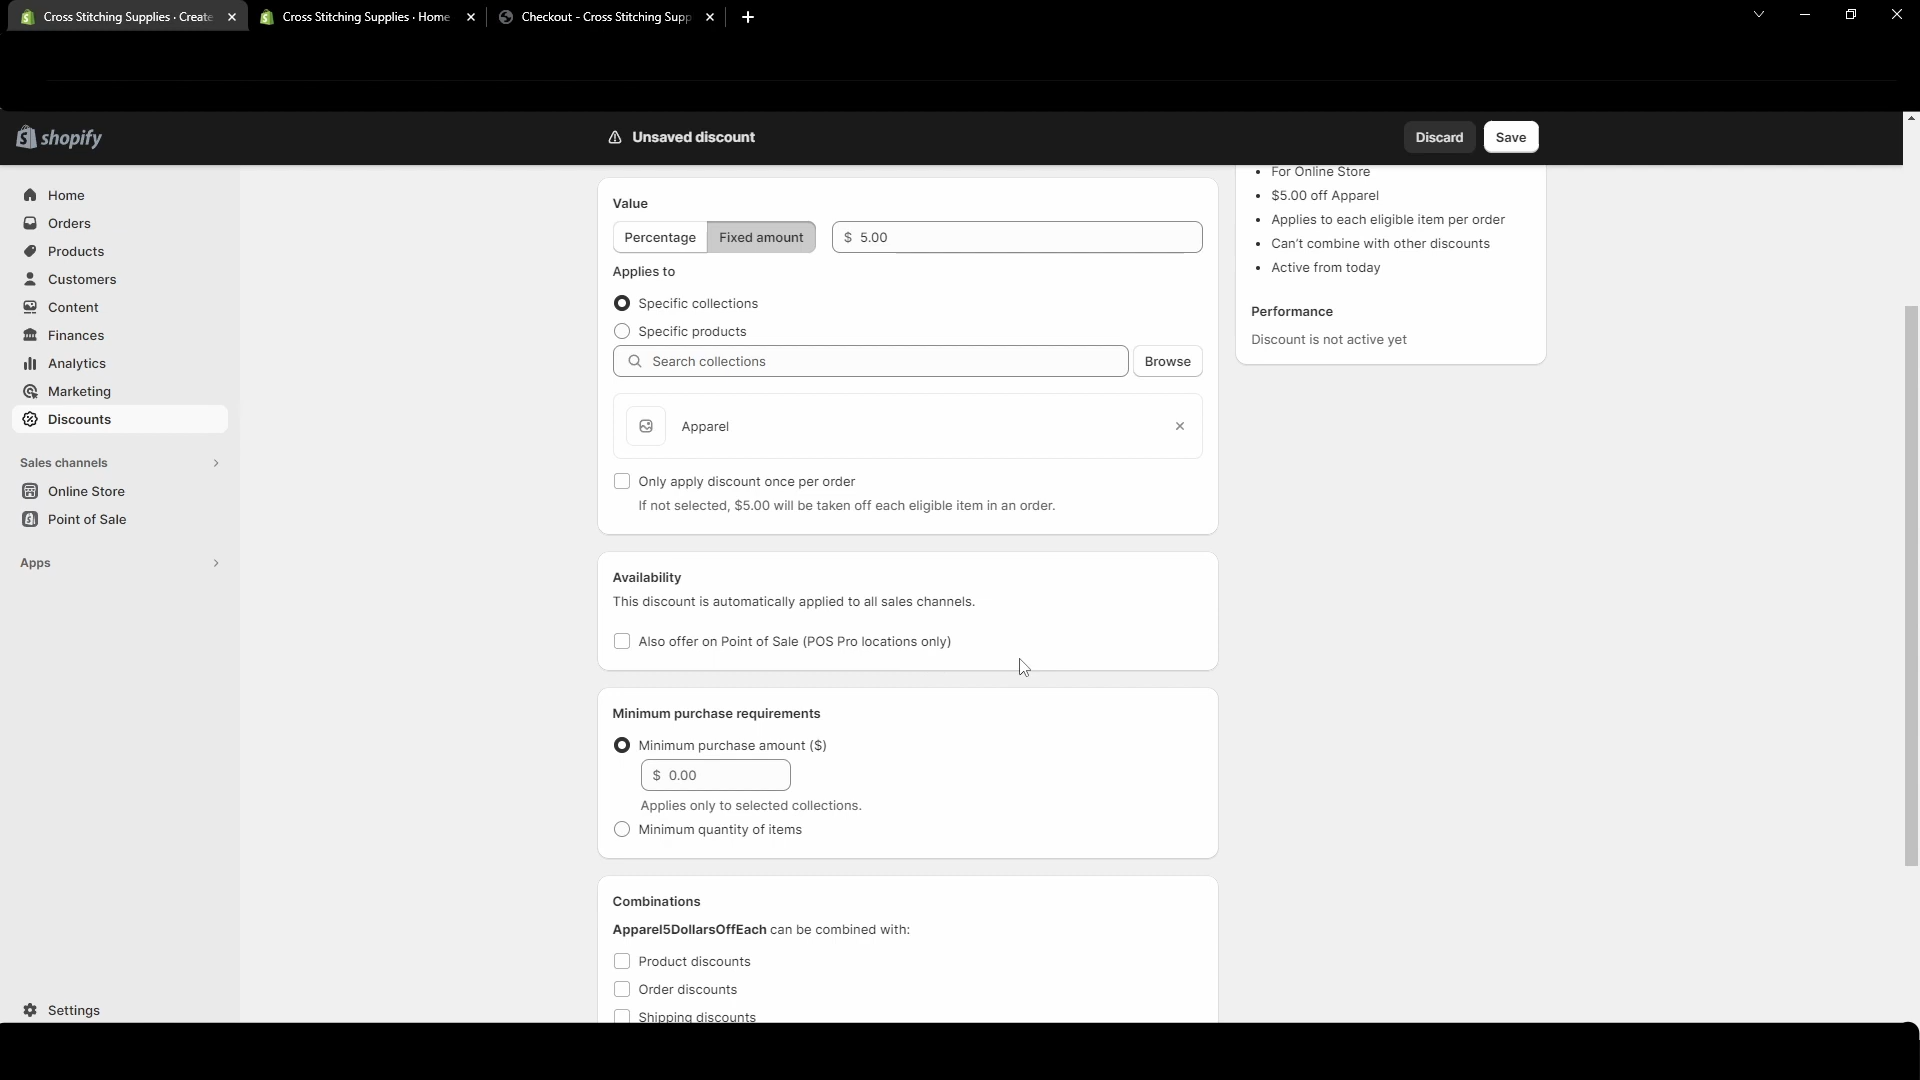 Cross Stitching Supplies · Create
Cross Stitching Supplies · Home
Checkout - Cross Stitching Supp
shopify
Unsaved discount
Discard
Save
Home
Orders
Products
Customers
Content
Finances
Analytics
Marketing
Discounts
Sales channels
Online Store
Point of Sale
Apps
Settings
Value
Percentage
Fixed amount
$ 5.00
Applies to
Specific collections
Specific products
Search collections
Browse
Apparel
Only apply discount once per order
If not selected, $5.00 will be taken off each eligible item in an order.
Availability
This discount is automatically applied to all sales channels.
Also offer on Point of Sale (POS Pro locations only)
Minimum purchase requirements
Minimum purchase amount ($)
$ 0.00
Applies only to selected collections.
Minimum quantity of items
Combinations
Apparel5DollarsOffEach can be combined with:
Product discounts
Order discounts
Shipping discounts
• For Online Store
• $5.00 off Apparel
• Applies to each eligible item per order
• Can't combine with other discounts
• Active from today
Performance
Discount is not active yet